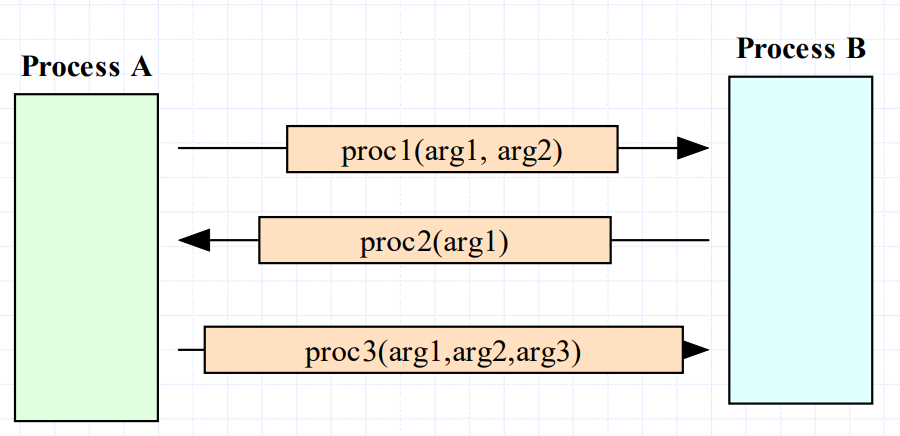 Process A
Process B
proc1(arg1, arg2)
proc2(arg1)
proc3(arg1,arg2,arg3)